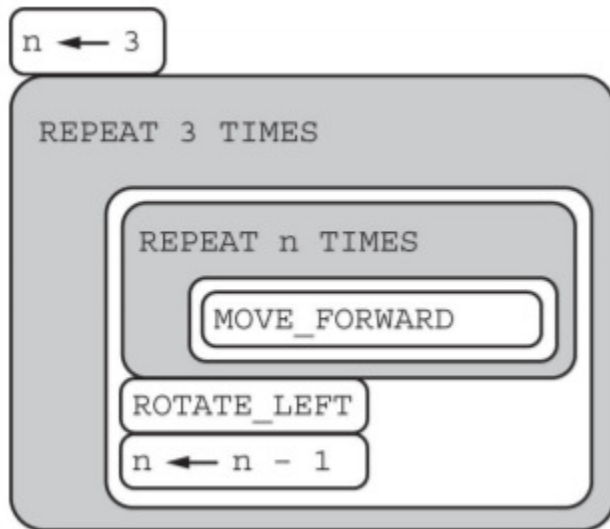 n ← 3
REPEAT 3 TIMES
REPEAT n TIMES
MOVE_FORWARD
ROTATE_LEFT
n ← n - 1